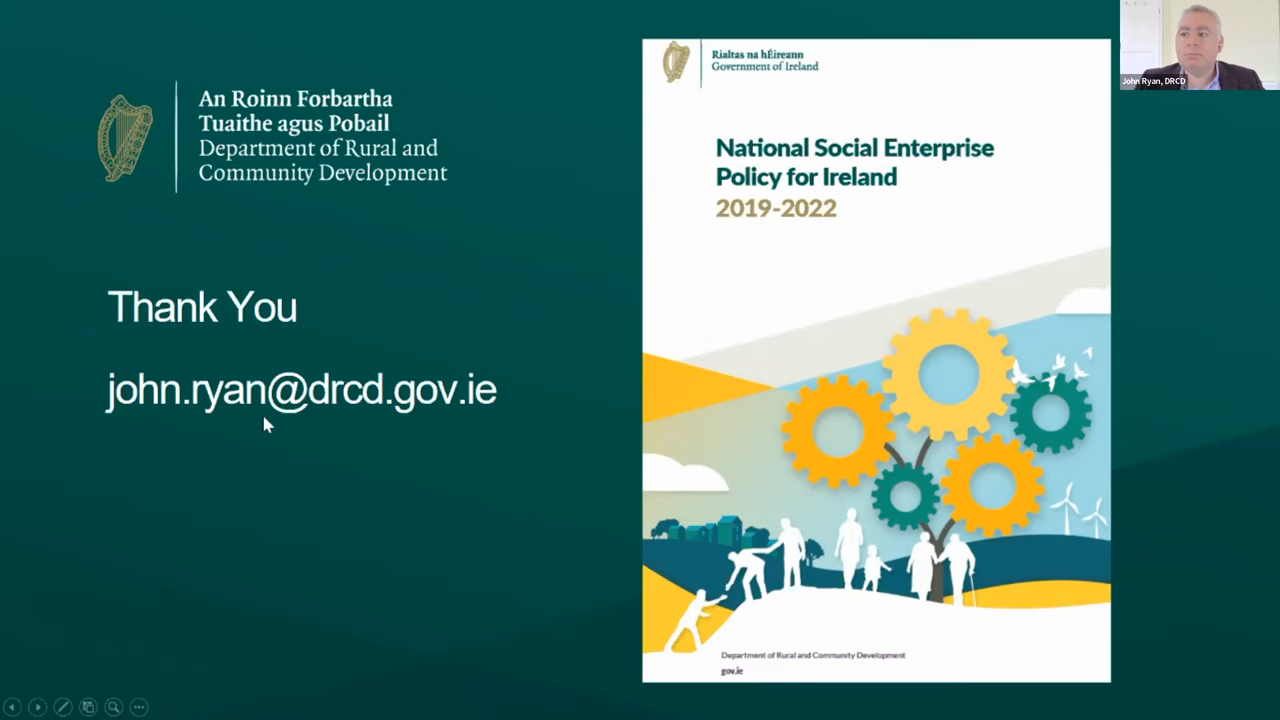 An Roinn Forbartha
Tuaithe agus Pobail
Department of Rural and
Community Development
Thank You
john.ryan@drcd.gov.ie
Rialtas na hÉireann
Government of Ireland
National Social Enterprise
Policy for Ireland
2019-2022
Department of Rural and Community Development
gov.ie
John Ryan, DRCD